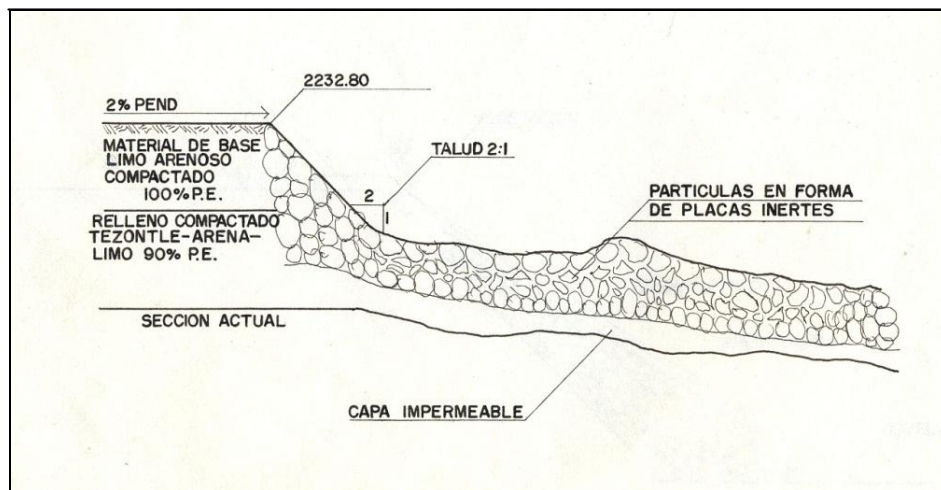 2232.80
2% PEND
MATERIAL DE BASE
LIMO ARENOSO
COMPACTADO
100% P.E.
RELLENO COMPACTADO
TEZONTLE-ARENA-
LIMO 90% P.E.
SECCION ACTUAL
TALUD 2:1
2
1
PARTICULAS EN FORMA
DE PLACAS INERTES
CAPA IMPERMEABLE